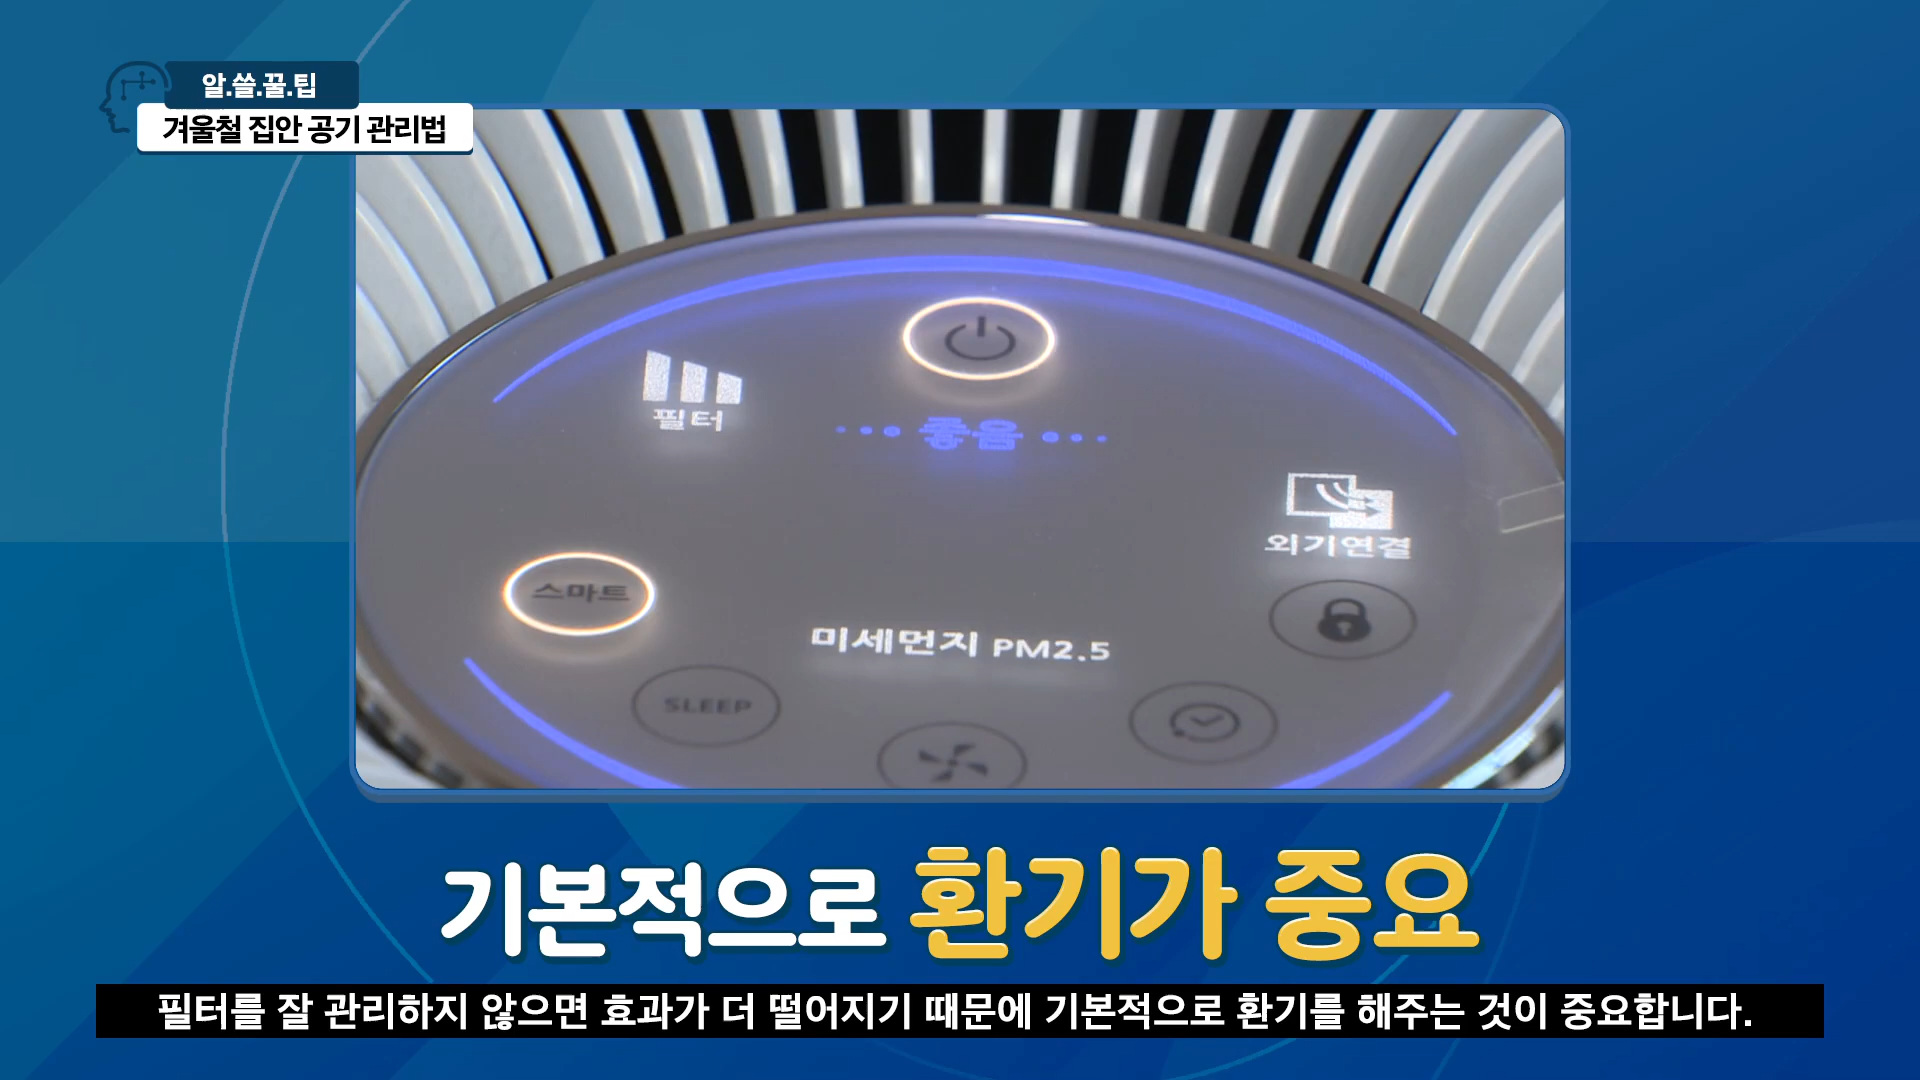 알.쓸.꿀.팁
겨울철 집안 공기 관리법
필터
좋음
외기연결
스마트
미세먼지 PM2.5
SLEEP
기본적으로 환기가 중요
필터를 잘 관리하지 않으면 효과가 더 떨어지기 때문에 기본적으로 환기를 해주는 것이 중요합니다.